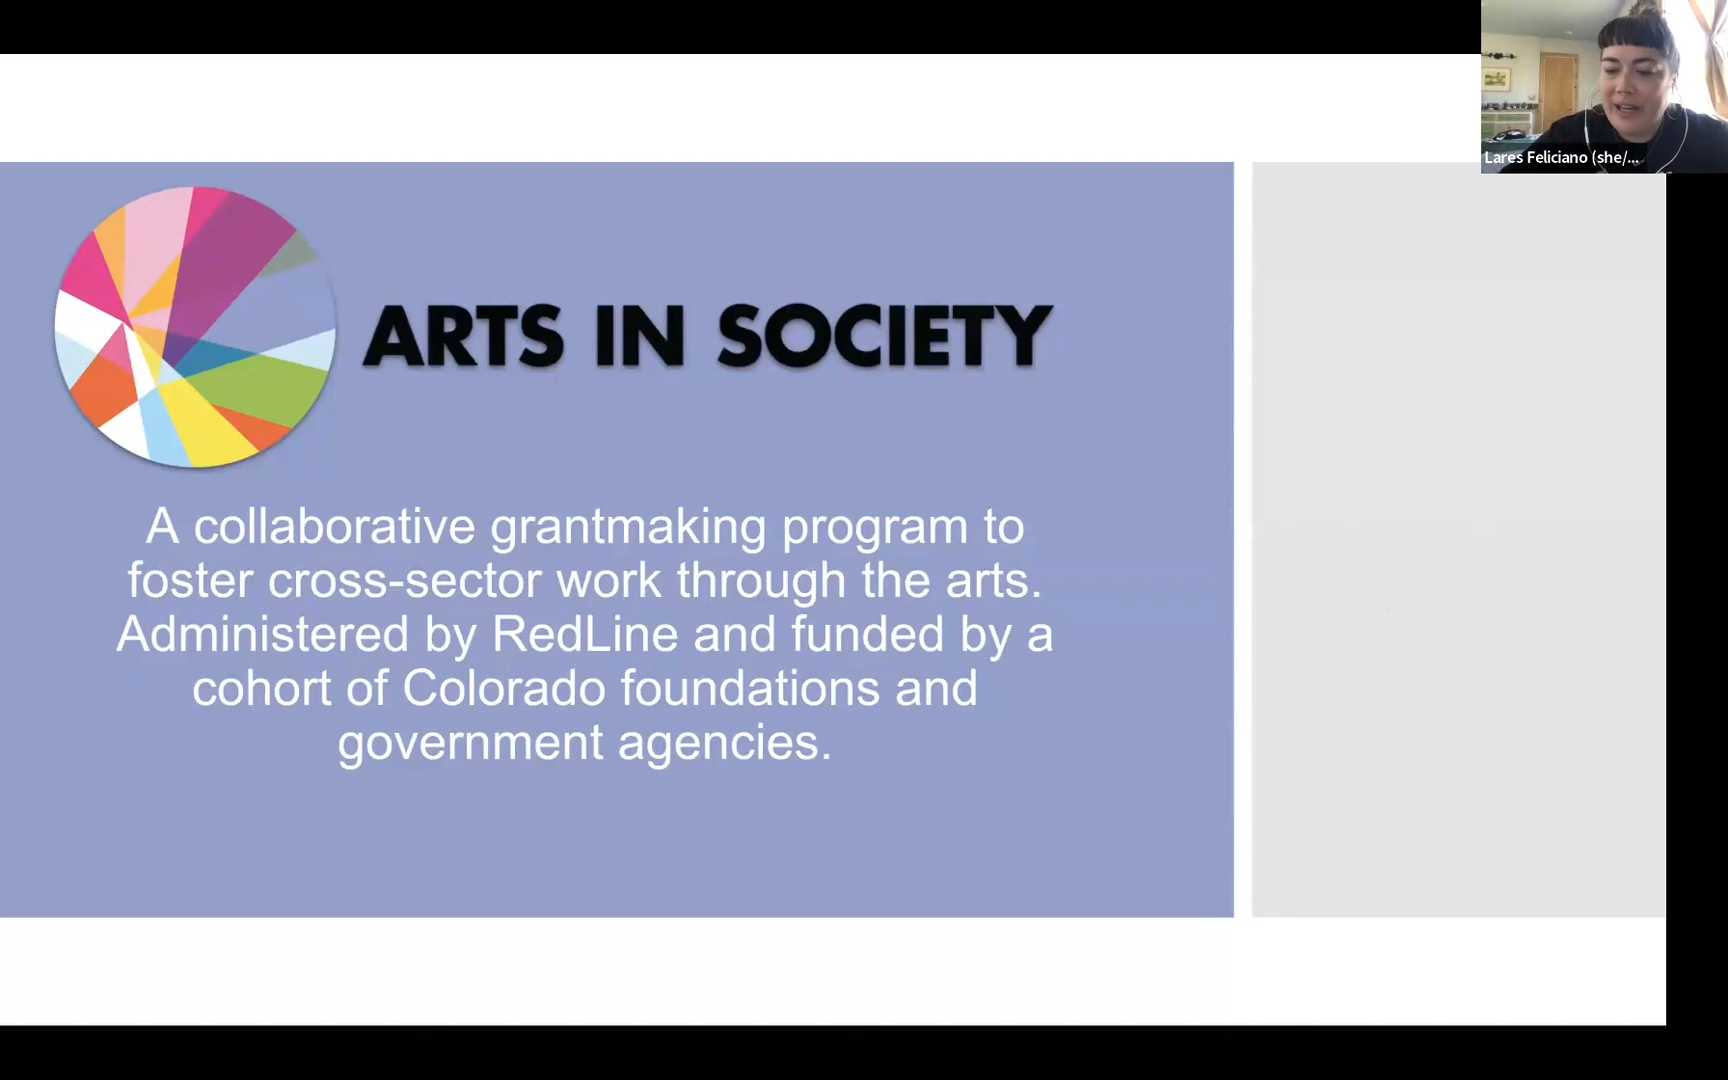 Lares Feliciano (she/...
ARTS IN SOCIETY
A collaborative grantmaking program to
foster cross-sector work through the arts.
Administered by RedLine and funded by a
cohort of Colorado foundations and
government agencies.